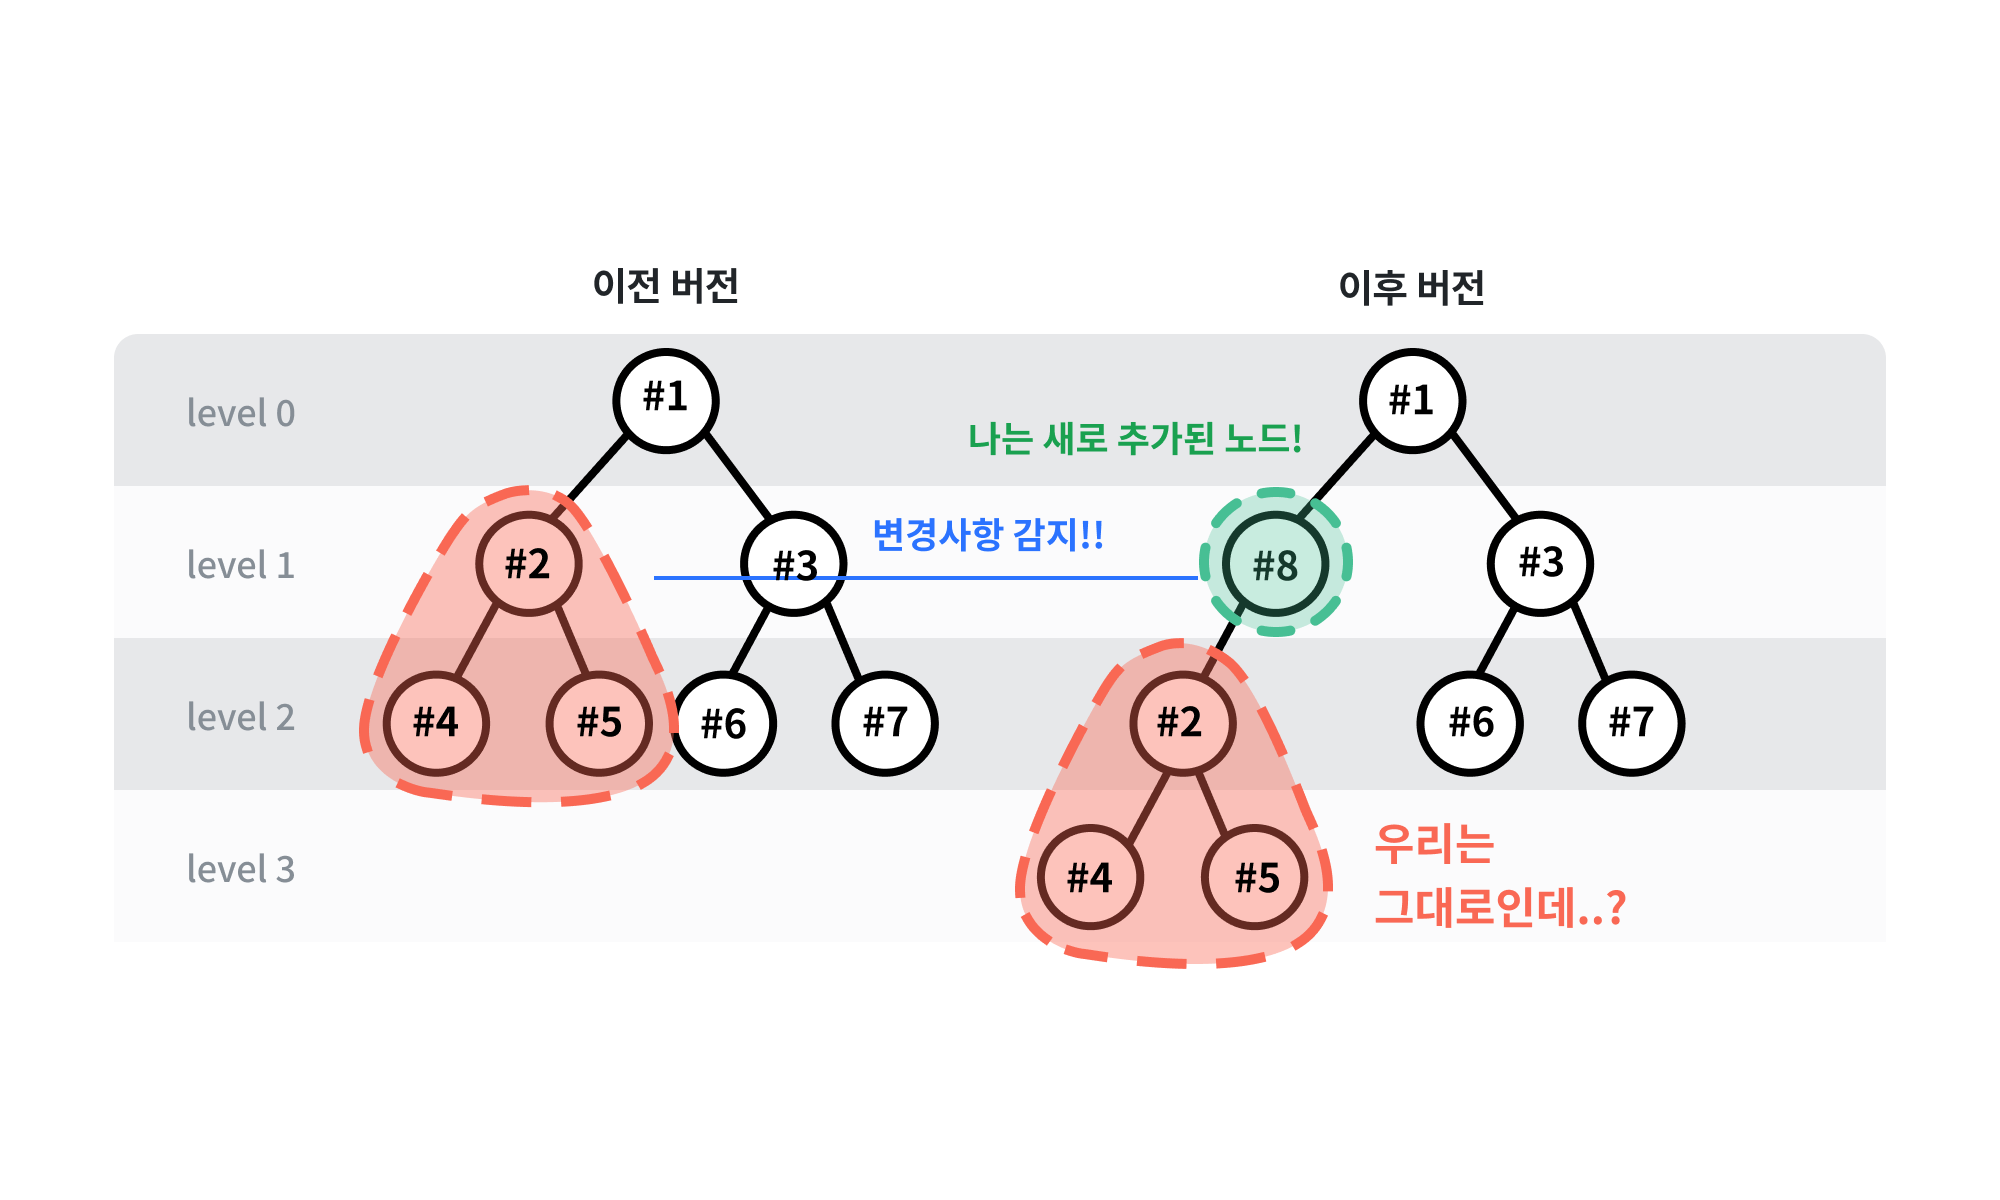 이전 버전
이후 버전
level 0
#1
#1
나는 새로 추가된 노드!
level 1
#2
#3
변경사항 감지!!
#8
#3
level 2
#4
#5
#6
#7
#2
#6
#7
level 3
#4
#5
우리는
그대로인데..?